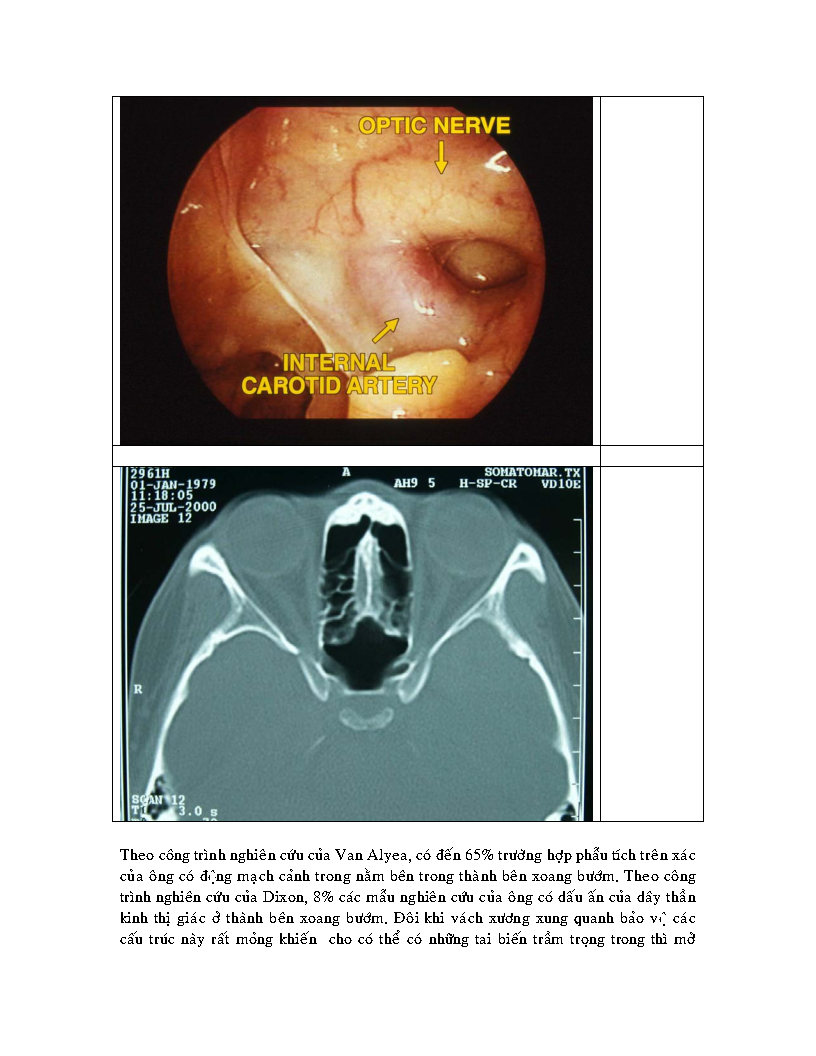 OPTIC NERVE
INTERNAL
CAROTID ARTERY
2961H
01-JAN-1979
11:18:05
25-JUL-2000
IMAGE 12
A
AH9 5 H-SP-CR
SOMATOMAR.TX
VD10E
R
SCAN 12
3.0 s
Theo công trình nghiên cứu của Van Alyea, có đến 65% trường hợp phẫu tích trên xác
của ông có động mạch cảnh trong nằm bên trong thành bên xoang bướm. Theo công
trình nghiên cứu của Dixon, 8% các mẫu nghiên cứu của ông có dấu ấn của dây thần
kinh thị giác ở thành bên xoang bướm. Đôi khi vách xương xung quanh bảo vệ các
cấu trúc này rất mỏng khiến cho có thể có những tai biến trầm trọng trong thì mở